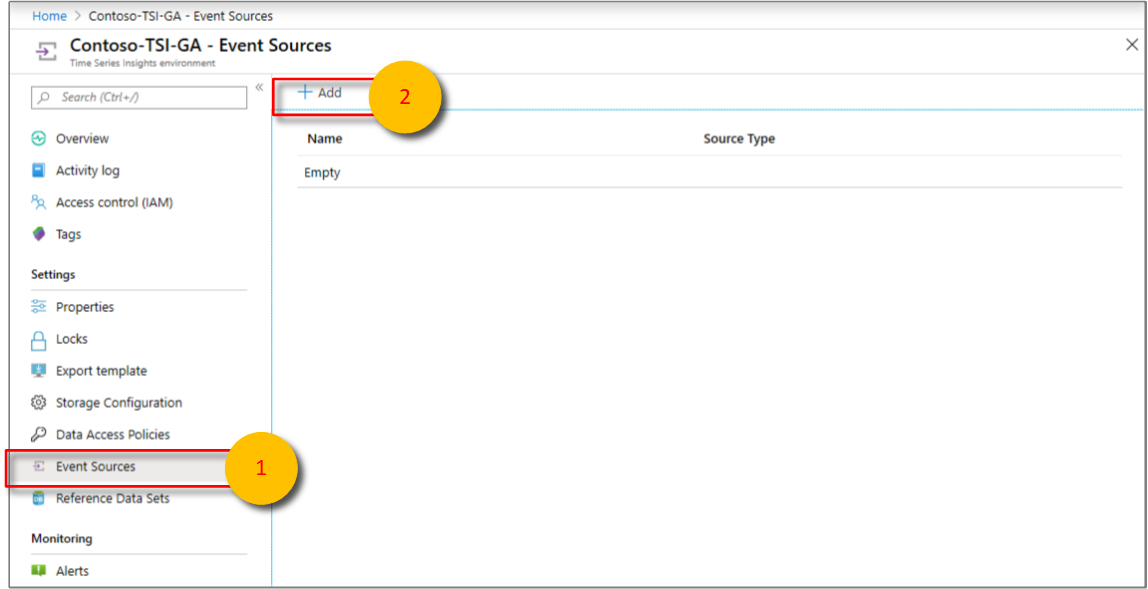 Home > Contoso-TSI-GA - Event Sources
Contoso-TSI-GA - Event Sources
Time Series Insights environment
Search (Ctrl+/)
«
+ Add
2
Overview
Activity log
Access control (IAM)
Tags
Settings
Properties
Locks
Export template
Storage Configuration
Data Access Policies
Event Sources
1
Reference Data Sets
Monitoring
Alerts
Name Source Type
Empty